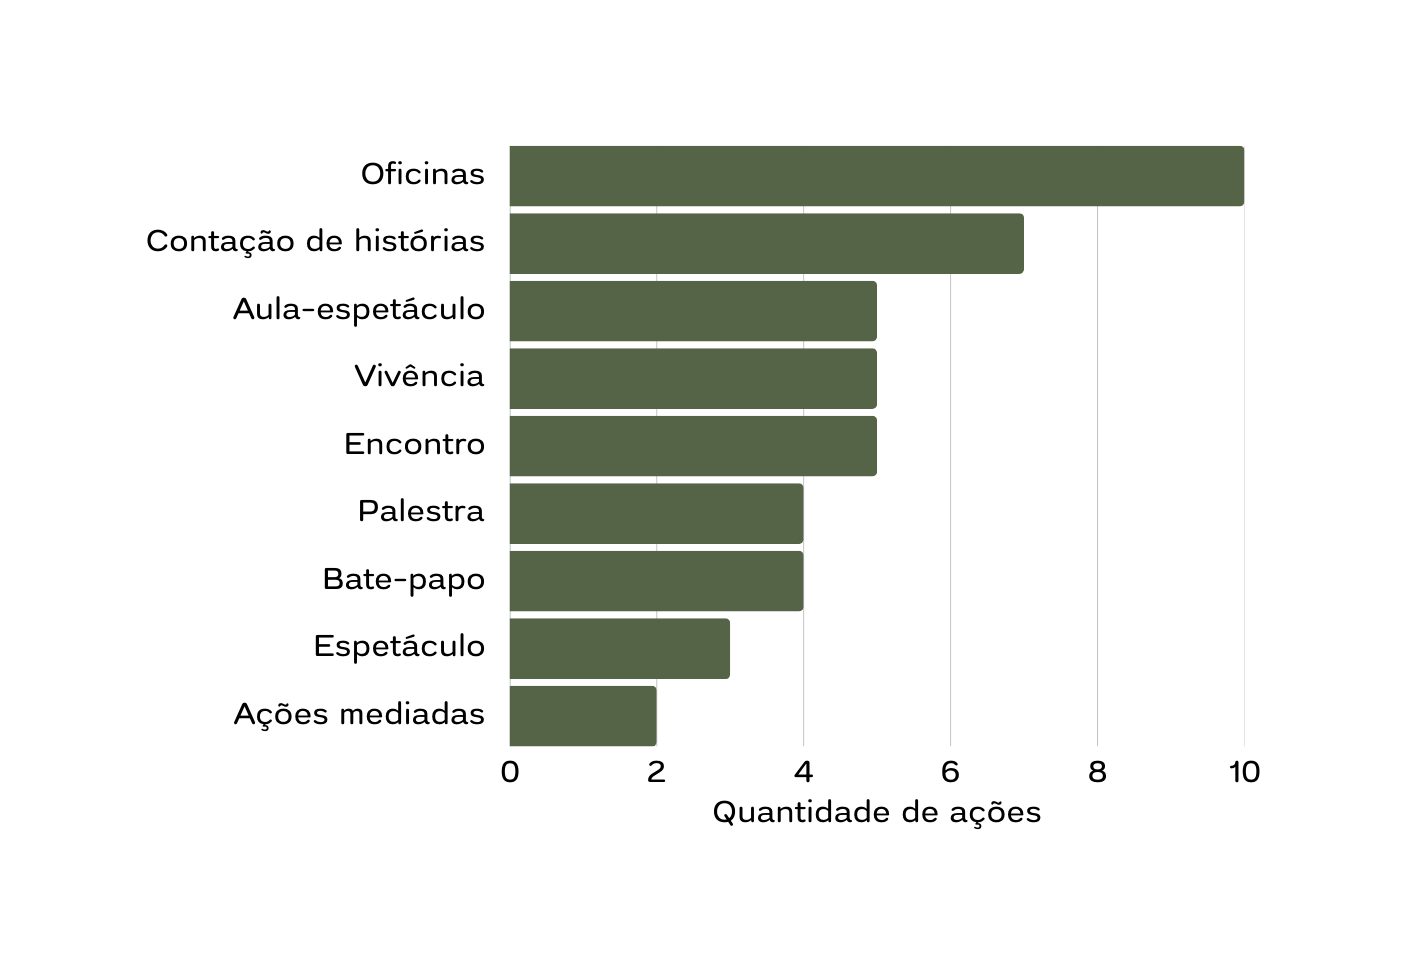 Oficinas
Contação de histórias
Aula-espetáculo
Vivência
Encontro
Palestra
Bate-papo
Espetáculo
Ações mediadas
0 2 4 6 8 10
Quantidade de ações